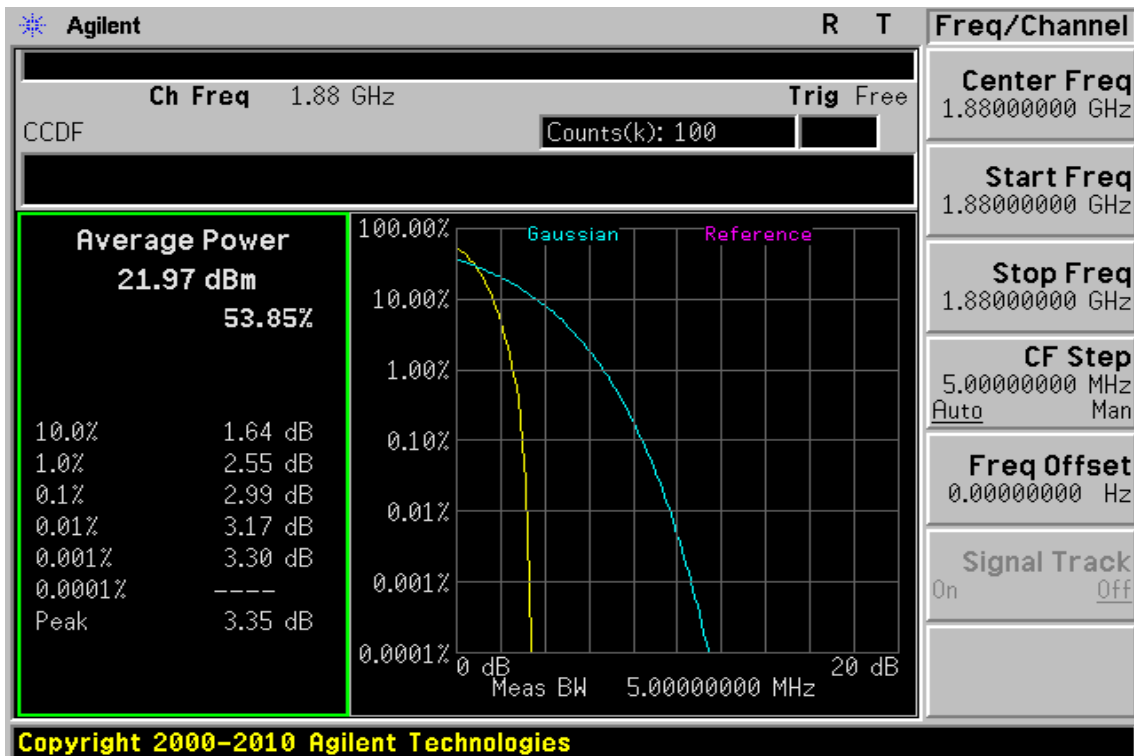 Agilent R T
Ch Freq 1.88 GHz Trig Free
CCDF Counts(k): 100
Average Power
21.97 dBm
53.85%
10.0% 1.64 dB
1.0% 2.55 dB
0.1% 2.99 dB
0.01% 3.17 dB
0.001% 3.30 dB
0.0001% ----
Peak 3.35 dB
Gaussian Reference
100.00%
10.00%
1.00%
0.10%
0.01%
0.001%
0.0001%
0 dB 20 dB
Meas BW 5.00000000 MHz
Freq/Channel
Center Freq
1.88000000 GHz
Start Freq
1.88000000 GHz
Stop Freq
1.88000000 GHz
CF Step
5.00000000 MHz
Auto Man
Freq Offset
0.00000000 Hz
Signal Track
On Off
Copyright 2000-2010 Agilent Technologies